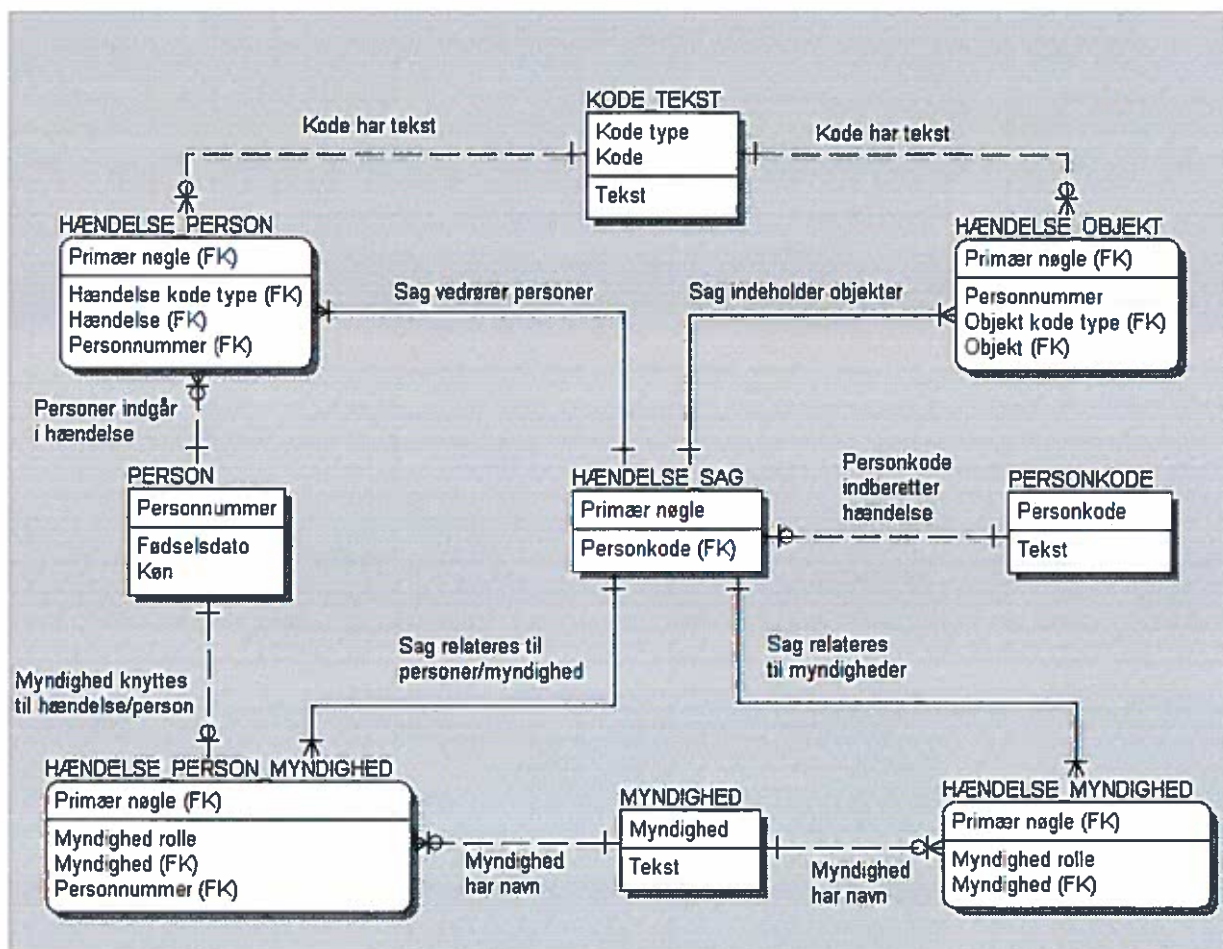 KODE_TEKST
Kode type
Kode
Tekst
Kode har tekst
Kode har tekst
HÆNDELSE_PERSON
Primær nøgle (FK)
Hændelse kode type (FK)
Hændelse (FK)
Personnummer (FK)
HÆNDELSE_OBJEKT
Primær nøgle (FK)
Personnummer
Objekt kode type (FK)
Objekt (FK)
Sag vedrører personer
Sag indeholder objekter
Personer indgår
i hændelse
PERSON
Personnummer
Fødselsdato
Køn
HÆNDELSE_SAG
Primær nøgle
Personkode (FK)
Personkode
indberetter
hændelse
PERSONKODE
Personkode
Tekst
Myndighed knyttes
til hændelse/person
Sag relateres til
personer/myndighed
Sag relateres
til myndigheder
HÆNDELSE_PERSON_MYNDIGHED
Primær nøgle (FK)
Myndighed rolle
Myndighed (FK)
Personnummer (FK)
Myndighed
har navn
MYNDIGHED
Myndighed
Tekst
Myndighed
har navn
HÆNDELSE_MYNDIGHED
Primær nøgle (FK)
Myndighed rolle
Myndighed (FK)